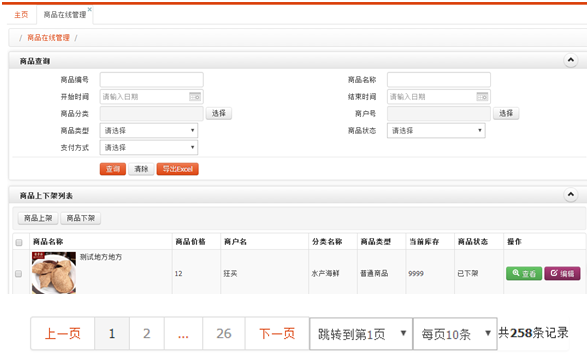 主页 商品在线管理
/ 商品在线管理 /
商品查询
商品编号 商品名称
开始时间 请输入日期 结束时间 请输入日期
商品分类 选择 商户号 选择
商品类型 请选择 商品状态 请选择
支付方式 请选择
查询 清除 导出Excel
商品上下架列表
商品上架 商品下架
商品名称 商品价格 商户名 分类名称 商品类型 当前库存 商品状态 操作
测试地方地方 12 狂买 水产海鲜 普通商品 9999 已下架 查看 编辑
上一页 1 2 ... 26 下一页 跳转到第1页 每页10条 共258条记录